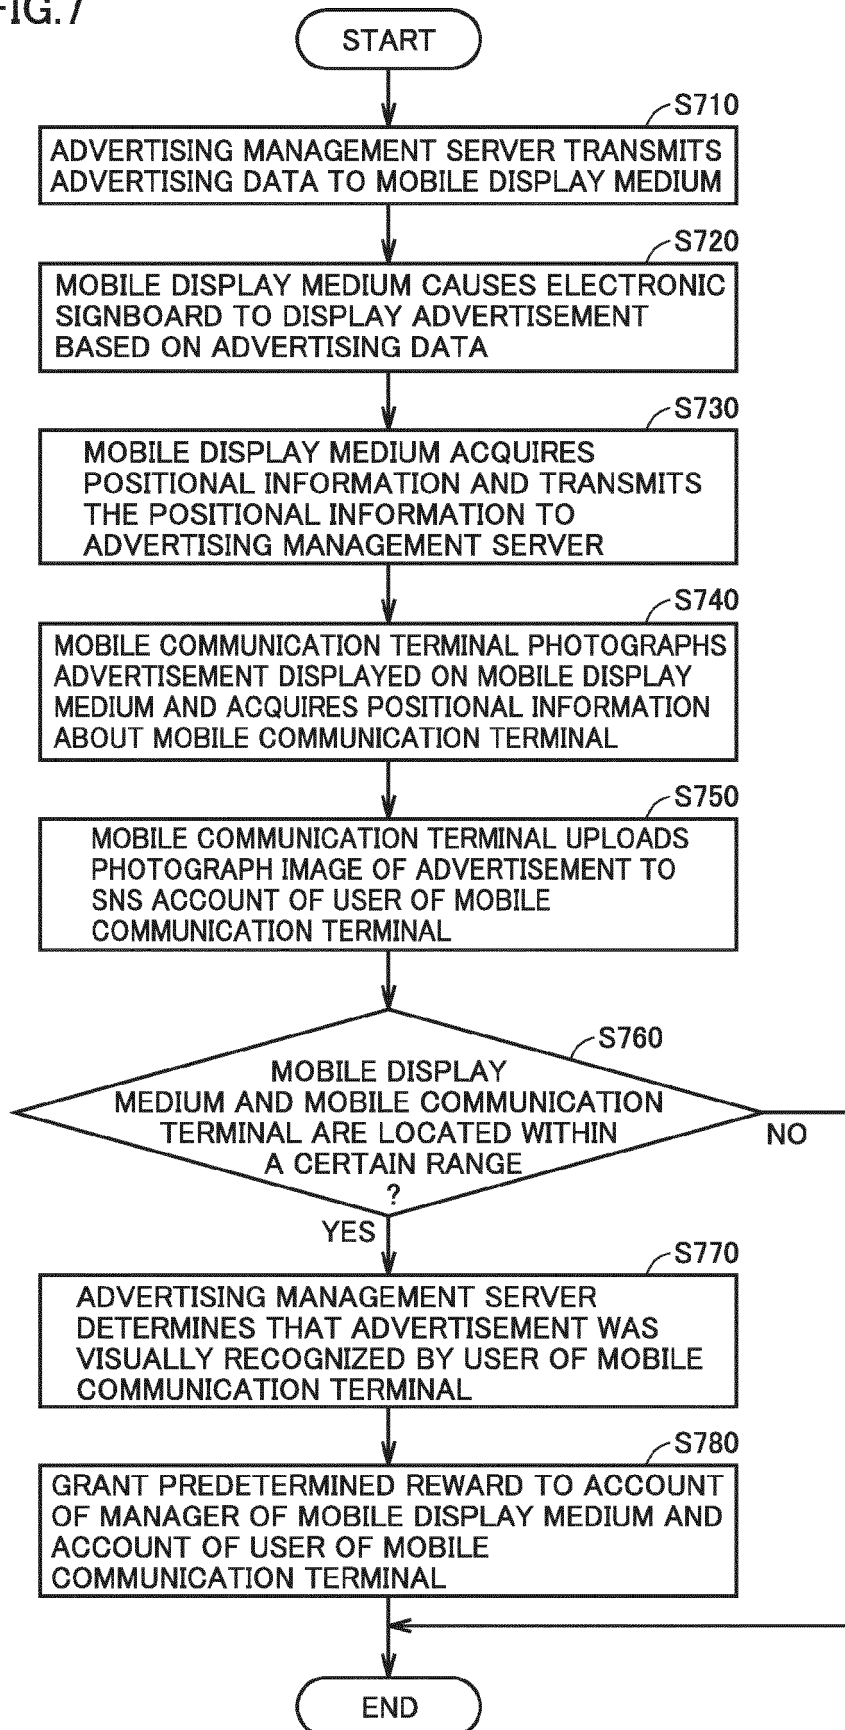 FIG.7
START
S710
ADVERTISING MANAGEMENT SERVER TRANSMITS
ADVERTISING DATA TO MOBILE DISPLAY MEDIUM
S720
MOBILE DISPLAY MEDIUM CAUSES ELECTRONIC
SIGNBOARD TO DISPLAY ADVERTISEMENT
BASED ON ADVERTISING DATA
S730
MOBILE DISPLAY MEDIUM ACQUIRES
POSITIONAL INFORMATION AND TRANSMITS
THE POSITIONAL INFORMATION TO
ADVERTISING MANAGEMENT SERVER
S740
MOBILE COMMUNICATION TERMINAL PHOTOGRAPHS
ADVERTISEMENT DISPLAYED ON MOBILE DISPLAY
MEDIUM AND ACQUIRES POSITIONAL INFORMATION
ABOUT MOBILE COMMUNICATION TERMINAL
S750
MOBILE COMMUNICATION TERMINAL UPLOADS
PHOTOGRAPH IMAGE OF ADVERTISEMENT TO
SNS ACCOUNT OF USER OF MOBILE
COMMUNICATION TERMINAL
S760
MOBILE DISPLAY
MEDIUM AND MOBILE COMMUNICATION
TERMINAL ARE LOCATED WITHIN
A CERTAIN RANGE
?
NO
YES
S770
ADVERTISING MANAGEMENT SERVER
DETERMINES THAT ADVERTISEMENT WAS
VISUALLY RECOGNIZED BY USER OF MOBILE
COMMUNICATION TERMINAL
S780
GRANT PREDETERMINED REWARD TO ACCOUNT
OF MANAGER OF MOBILE DISPLAY MEDIUM AND
ACCOUNT OF USER OF MOBILE
COMMUNICATION TERMINAL
END